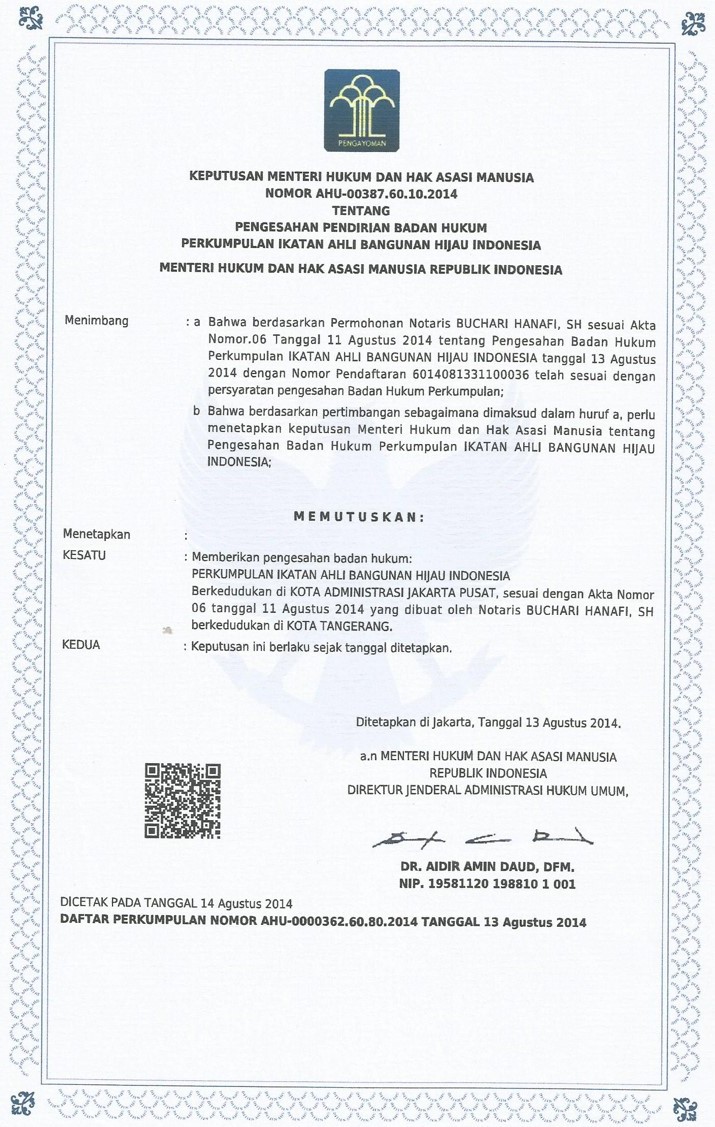 PENGAYOMAN
KEPUTUSAN MENTERI HUKUM DAN HAK ASASI MANUSIA
NOMOR AHU-00387.60.10.2014
TENTANG
PENGESAHAN PENDIRIAN BADAN HUKUM
PERKUMPULAN IKATAN AHLI BANGUNAN HIJAU INDONESIA
MENTERI HUKUM DAN HAK ASASI MANUSIA REPUBLIK INDONESIA
Menimbang : a Bahwa berdasarkan Permohonan Notaris BUCHARI HANAFI, SH sesuai Akta
Nomor.06 Tanggal 11 Agustus 2014 tentang Pengesahan Badan Hukum
Perkumpulan IKATAN AHLI BANGUNAN HIJAU INDONESIA tanggal 13 Agustus
2014 dengan Nomor Pendaftaran 6014081331100036 telah sesuai dengan
persyaratan pengesahan Badan Hukum Perkumpulan;
b Bahwa berdasarkan pertimbangan sebagaimana dimaksud dalam huruf a, perlu
menetapkan keputusan Menteri Hukum dan Hak Asasi Manusia tentang
Pengesahan Badan Hukum Perkumpulan IKATAN AHLI BANGUNAN HIJAU
INDONESIA;
MEMUTUSKAN:
Menetapkan :
KESATU : Memberikan pengesahan badan hukum:
PERKUMPULAN IKATAN AHLI BANGUNAN HIJAU INDONESIA
Berkedudukan di KOTA ADMINISTRASI JAKARTA PUSAT, sesuai dengan Akta Nomor
06 tanggal 11 Agustus 2014 yang dibuat oleh Notaris BUCHARI HANAFI, SH
berkedudukan di KOTA TANGERANG.
KEDUA : Keputusan ini berlaku sejak tanggal ditetapkan.
Ditetapkan di Jakarta, Tanggal 13 Agustus 2014.
a.n MENTERI HUKUM DAN HAK ASASI MANUSIA
REPUBLIK INDONESIA
DIREKTUR JENDERAL ADMINISTRASI HUKUM UMUM,
DR. AIDIR AMIN DAUD, DFM.
NIP. 19581120 198810 1 001
DICETAK PADA TANGGAL 14 Agustus 2014
DAFTAR PERKUMPULAN NOMOR AHU-0000362.60.80.2014 TANGGAL 13 Agustus 2014